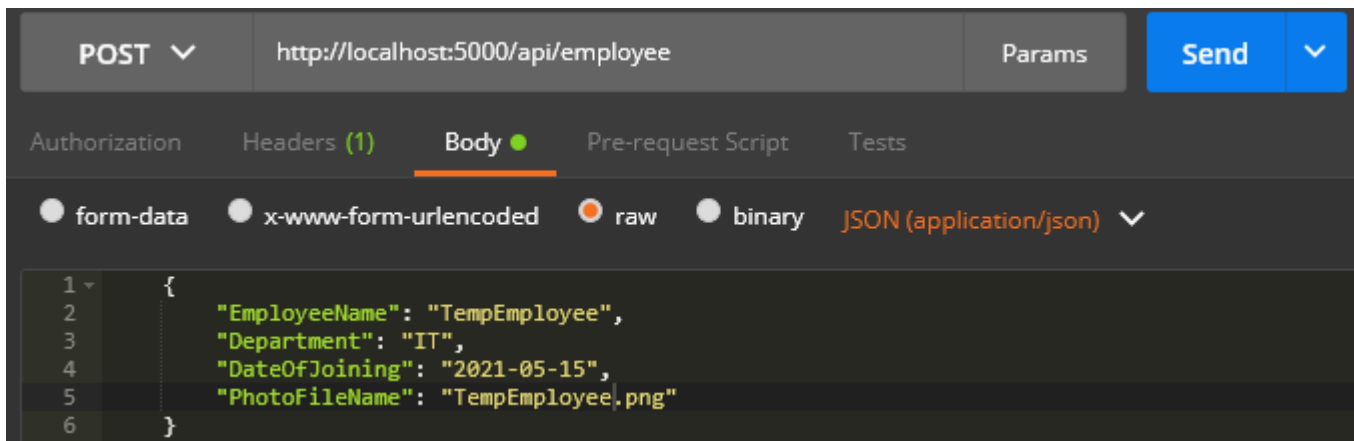 POST http://localhost:5000/api/employee Params Send
Authorization Headers (1) Body Pre-request Script Tests
form-data x-www-form-urlencoded raw binary JSON (application/json)
1 {
2 "EmployeeName": "TempEmployee",
3 "Department": "IT",
4 "DateOfJoining": "2021-05-15",
5 "PhotoFileName": "TempEmployee.png"
6 }